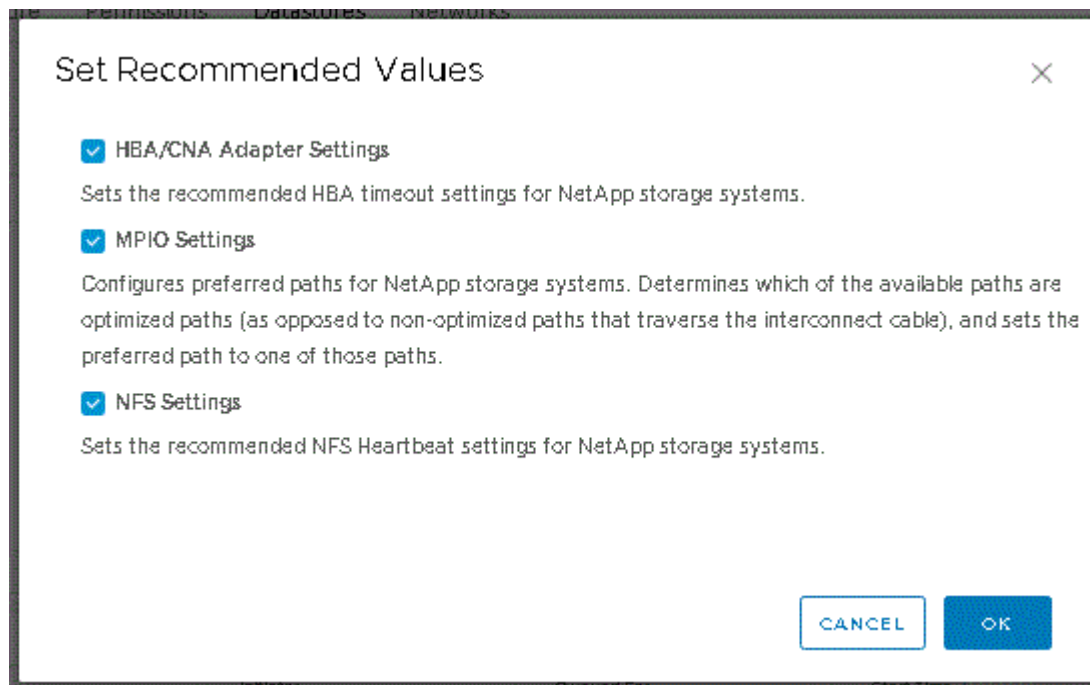 Permissions Datastores Networks
Set Recommended Values
HBA/CNA Adapter Settings
Sets the recommended HBA timeout settings for NetApp storage systems.
MPIO Settings
Configures preferred paths for NetApp storage systems. Determines which of the available paths are
optimized paths (as opposed to non-optimized paths that traverse the interconnect cable), and sets the
preferred path to one of those paths.
NFS Settings
Sets the recommended NFS Heartbeat settings for NetApp storage systems.
CANCEL OK